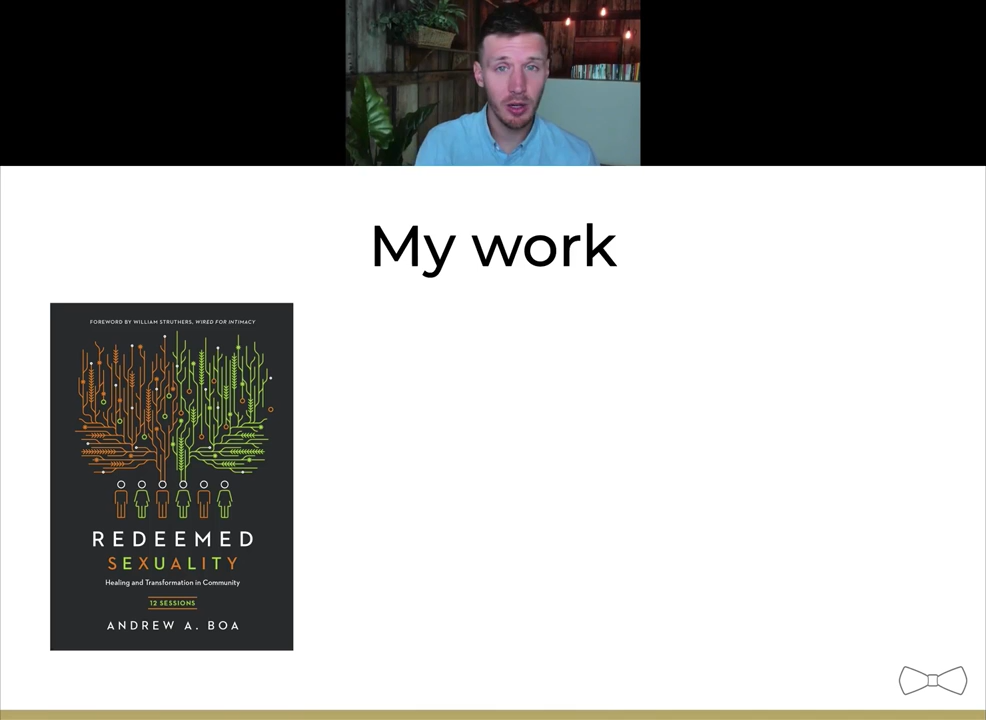 My work
FOREWORD BY WILLIAM STRUTHERS, WIRED FOR INTIMACY
REDEEMED
SEXUALITY
Healing and Transformation in Community
12 SESSIONS
ANDREW A. BOA